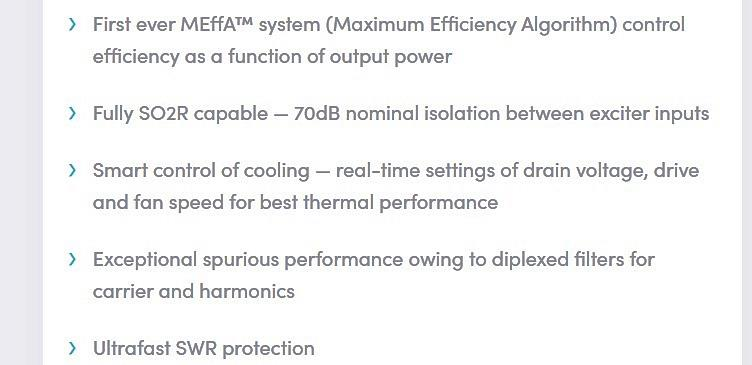 First ever MEffA™ system (Maximum Efficiency Algorithm) control
efficiency as a function of output power
Fully SO2R capable — 70dB nominal isolation between exciter inputs
Smart control of cooling — real-time settings of drain voltage, drive
and fan speed for best thermal performance
Exceptional spurious performance owing to diplexed filters for
carrier and harmonics
Ultrafast SWR protection